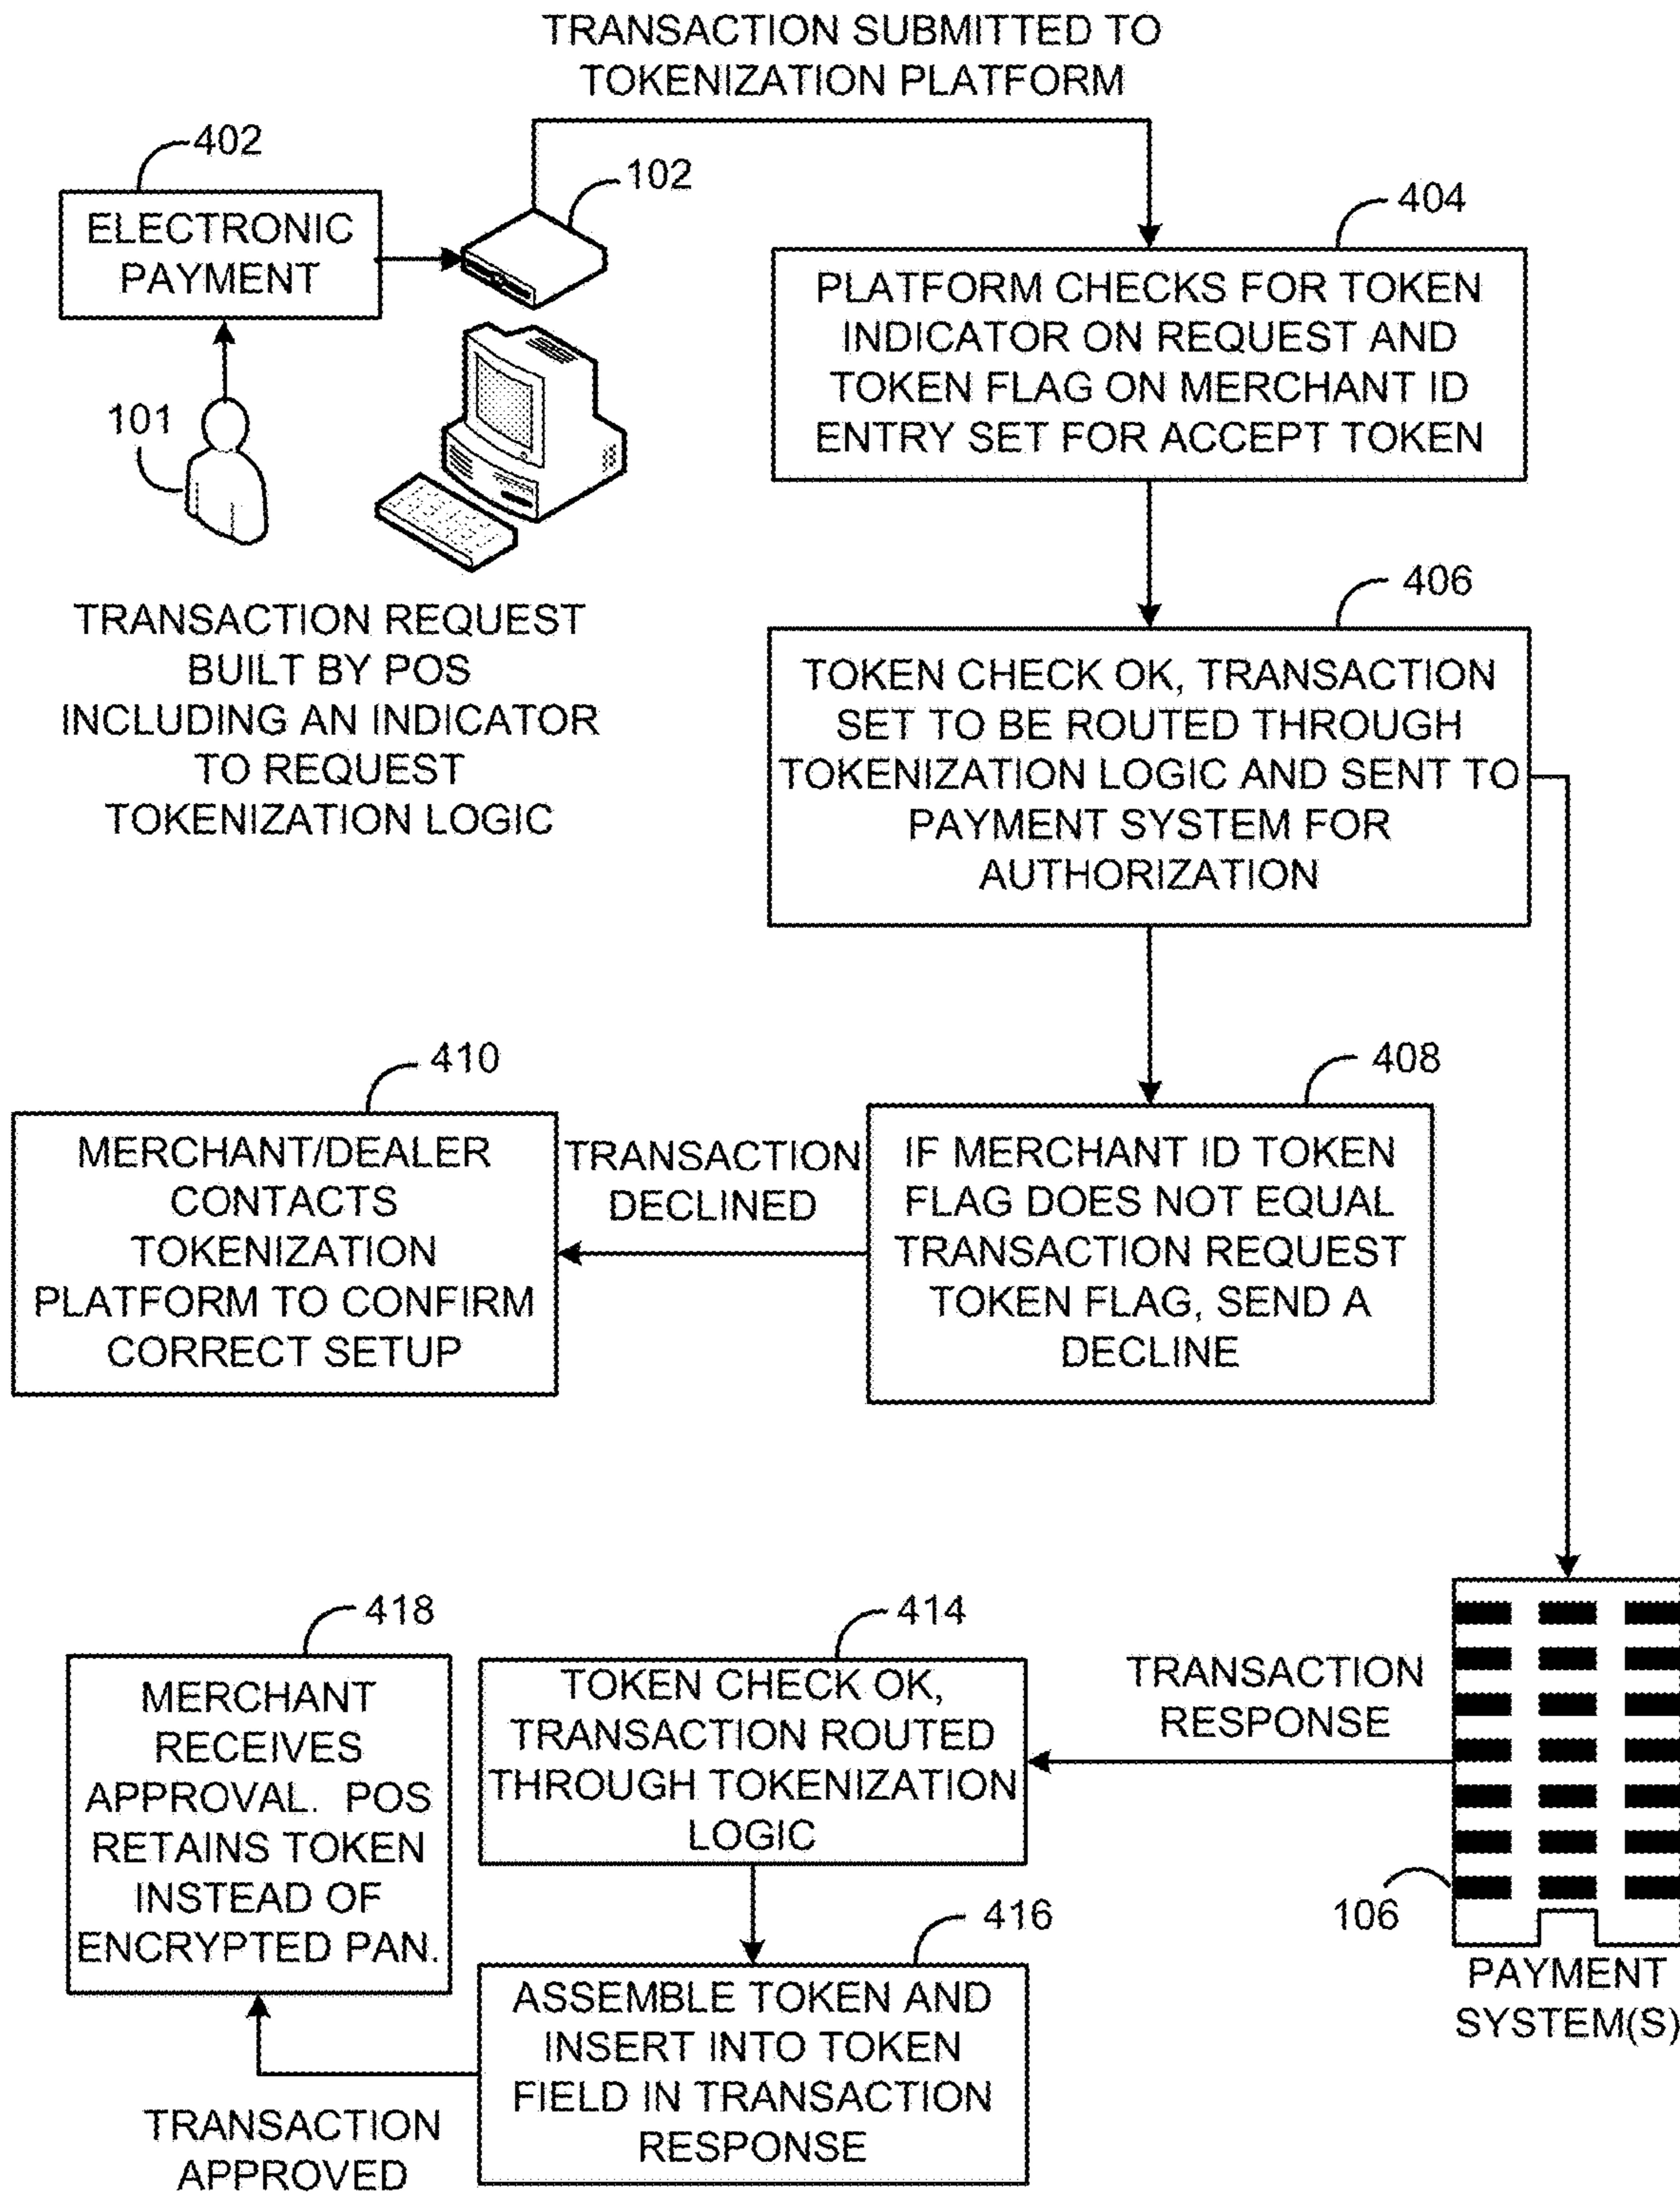 TRANSACTION SUBMITTED TO
TOKENIZATION PLATFORM
402
ELECTRONIC
PAYMENT
102
101
TRANSACTION REQUEST
BUILT BY POS
INCLUDING AN INDICATOR
TO REQUEST
TOKENIZATION LOGIC
404
PLATFORM CHECKS FOR TOKEN
INDICATOR ON REQUEST AND
TOKEN FLAG ON MERCHANT ID
ENTRY SET FOR ACCEPT TOKEN
406
TOKEN CHECK OK, TRANSACTION
SET TO BE ROUTED THROUGH
TOKENIZATION LOGIC AND SENT TO
PAYMENT SYSTEM FOR
AUTHORIZATION
408
IF MERCHANT ID TOKEN
FLAG DOES NOT EQUAL
TRANSACTION REQUEST
TOKEN FLAG, SEND A
DECLINE
TRANSACTION
DECLINED
410
MERCHANT/DEALER
CONTACTS
TOKENIZATION
PLATFORM TO CONFIRM
CORRECT SETUP
106
PAYMENT
SYSTEM(S)
TRANSACTION
RESPONSE
414
TOKEN CHECK OK,
TRANSACTION ROUTED
THROUGH TOKENIZATION
LOGIC
416
ASSEMBLE TOKEN AND
INSERT INTO TOKEN
FIELD IN TRANSACTION
RESPONSE
TRANSACTION
APPROVED
418
MERCHANT
RECEIVES
APPROVAL. POS
RETAINS TOKEN
INSTEAD OF
ENCRYPTED PAN.